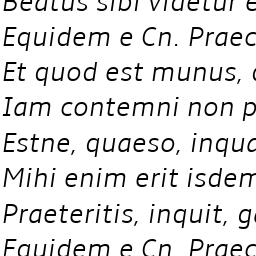 Beatus sibi videtur e
Equidem e Cn. Praec
Et quod est munus,
Iam contemni non p
Estne, quaeso, inqua
Mihi enim erit isdem
Praeteritis, inquit, g
Equidem e Cn. Praec